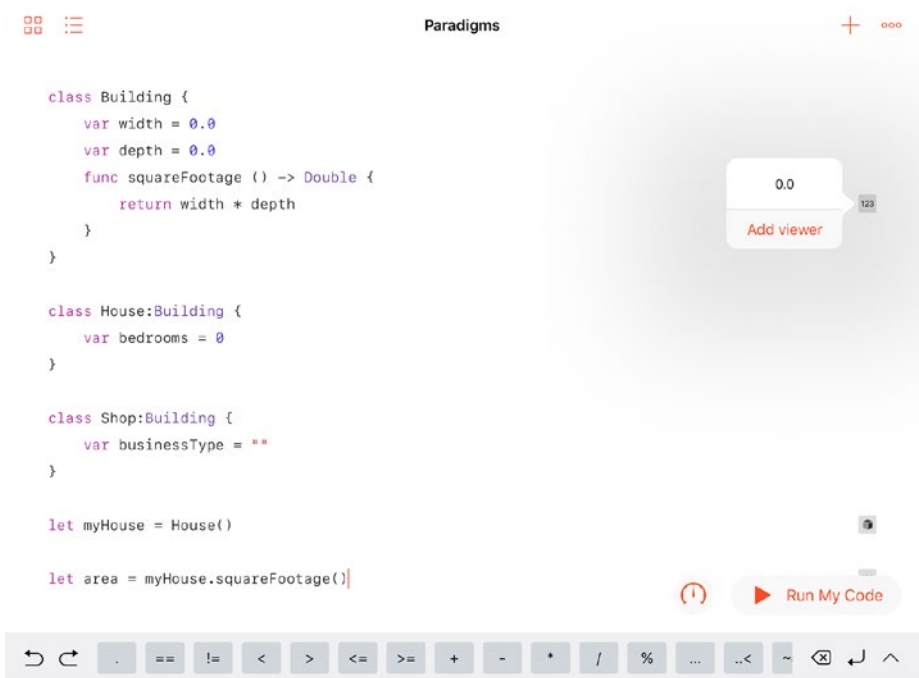 Paradigms
class Building {
var width = 0.0
var depth = 0.0
func squareFootage () -> Double {
return width * depth
}
}
0.0
123
Add viewer
class House:Building {
var bedrooms = 0
}
class Shop:Building {
var businessType = ""
}
let myHouse = House()
let area = myHouse.squareFootage()
Run My Code
. == != < > <= >= + - * / % ... ..< ~